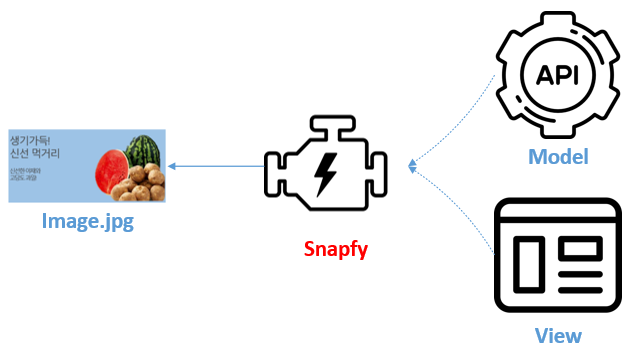 생기가득!
신선 먹거리
신선한 야채와
고당도 과일!
Image.jpg
Snapfy
API
Model
View